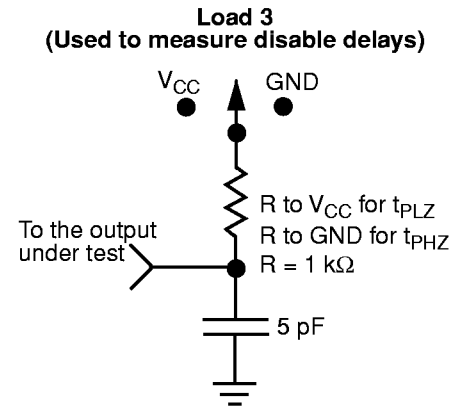 Load 3
(Used to measure disable delays)
VCC
GND
R to VCC for tPLZ
R to GND for tPHZ
R = 1 kΩ
To the output
under test
5 pF